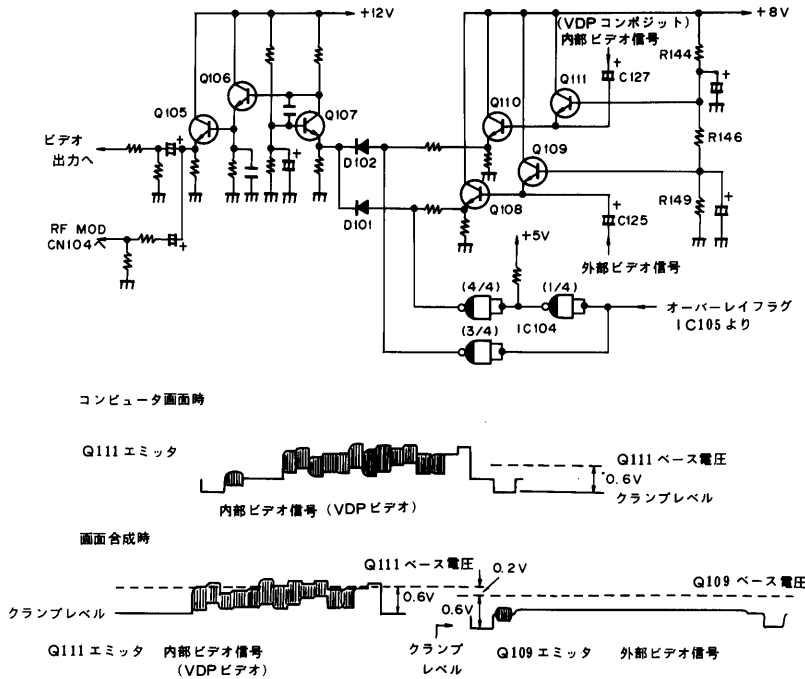 +12V
+8V
(VDP コンポジット)
内部ビデオ信号
R144
Q106
Q111
C127
Q105
Q107
Q110
Q109
R146
ビデオ
出力へ
D102
D101
Q108
R149
C125
RF MOD
CN104へ
+5V
外部ビデオ信号
(4/4)
(1/4)
IC104
オーバーレイフラグ
IC105より
(3/4)
コンピュータ画面時
Q111エミッタ
Q111ベース電圧
0.6V
クランプレベル
内部ビデオ信号(VDPビデオ)
画面合成時
Q111ベース電圧
0.2V
Q109ベース電圧
クランプレベル
0.6V
0.6V
Q111エミッタ 内部ビデオ信号
(VDPビデオ)
クランプ
レベル
Q109エミッタ 外部ビデオ信号